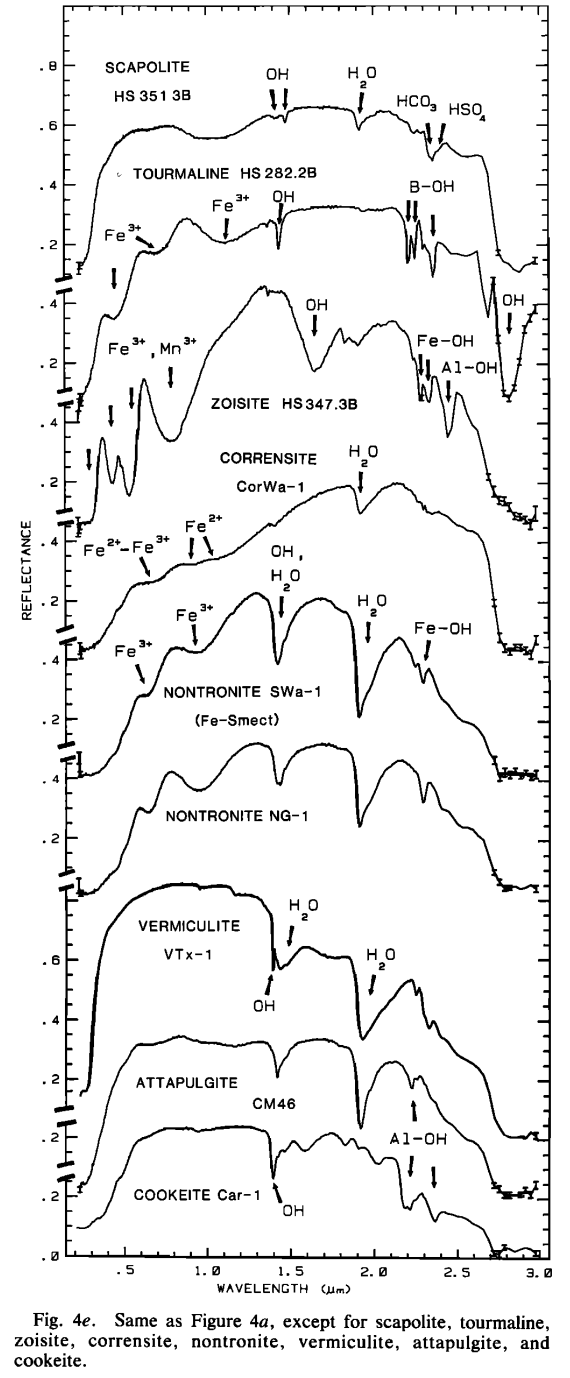 .8
SCAPOLITE
HS 351 3B
OH
H2O
HCO3
HSO4
.6
.4
TOURMALINE HS 282.2B
Fe3+
Fe3+
OH
B-OH
.2
.4
Fe3+, Mn3+
OH
Fe-OH
Al-OH
OH
.2
ZOISITE HS 347.3B
.4
CORRENSITE
CorWa-1
H2O
.2
.4
Fe2+-Fe3+
Fe2+
OH,
H2O
H2O
.2
Fe3+
Fe3+
Fe-OH
.4
NONTRONITE SWa-1
(Fe-Smect)
.2
.4
NONTRONITE NG-1
.2
VERMICULITE
VTx-1
H2O
H2O
OH
.6
.4
.2
ATTAPULGITE
CM46
Al-OH
.2
COOKEITE Car-1
OH
.2
.0
REFLECTANCE
.5 1.0 1.5 2.0 2.5 3.0
WAVELENGTH (μm)
Fig. 4e. Same as Figure 4a, except for scapolite, tourmaline,
zoisite, corrensite, nontronite, vermiculite, attapulgite, and
cookeite.